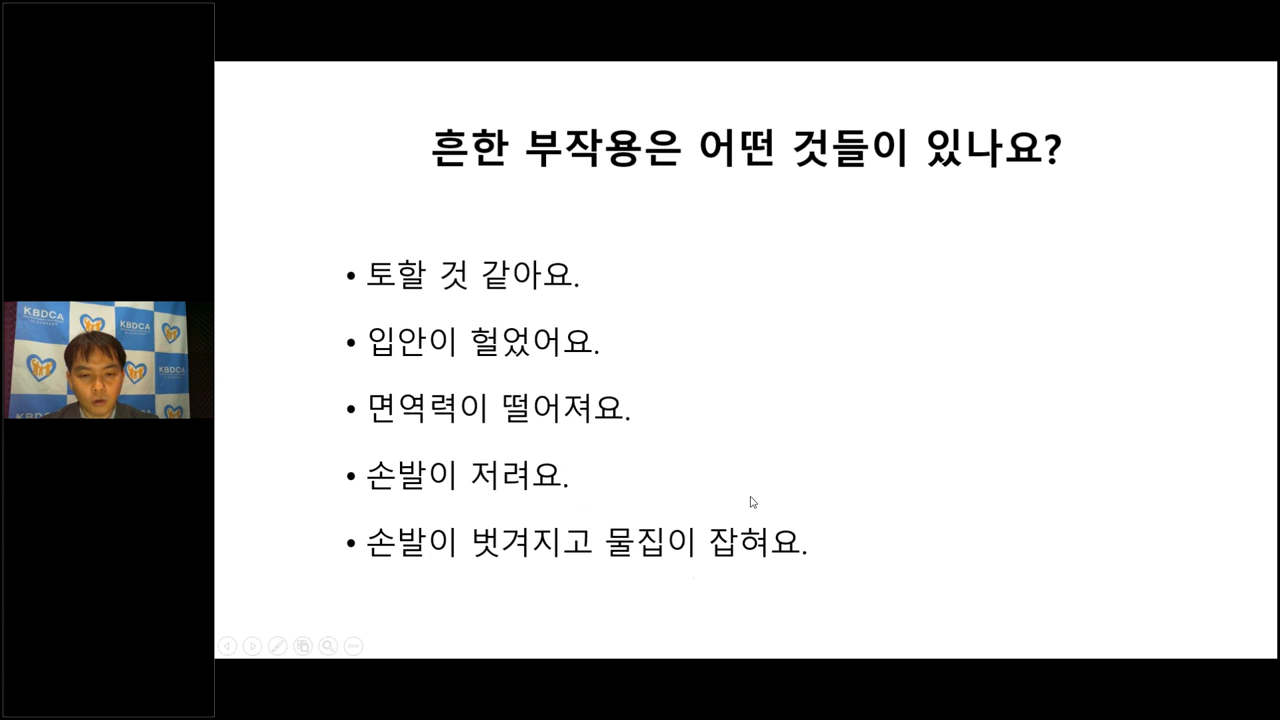 흔한 부작용은 어떤 것들이 있나요?
• 토할 것 같아요.
• 입안이 헐었어요.
• 면역력이 떨어져요.
• 손발이 저려요.
• 손발이 벗겨지고 물집이 잡혀요.
KBDCA
KBDCA
KBDCA